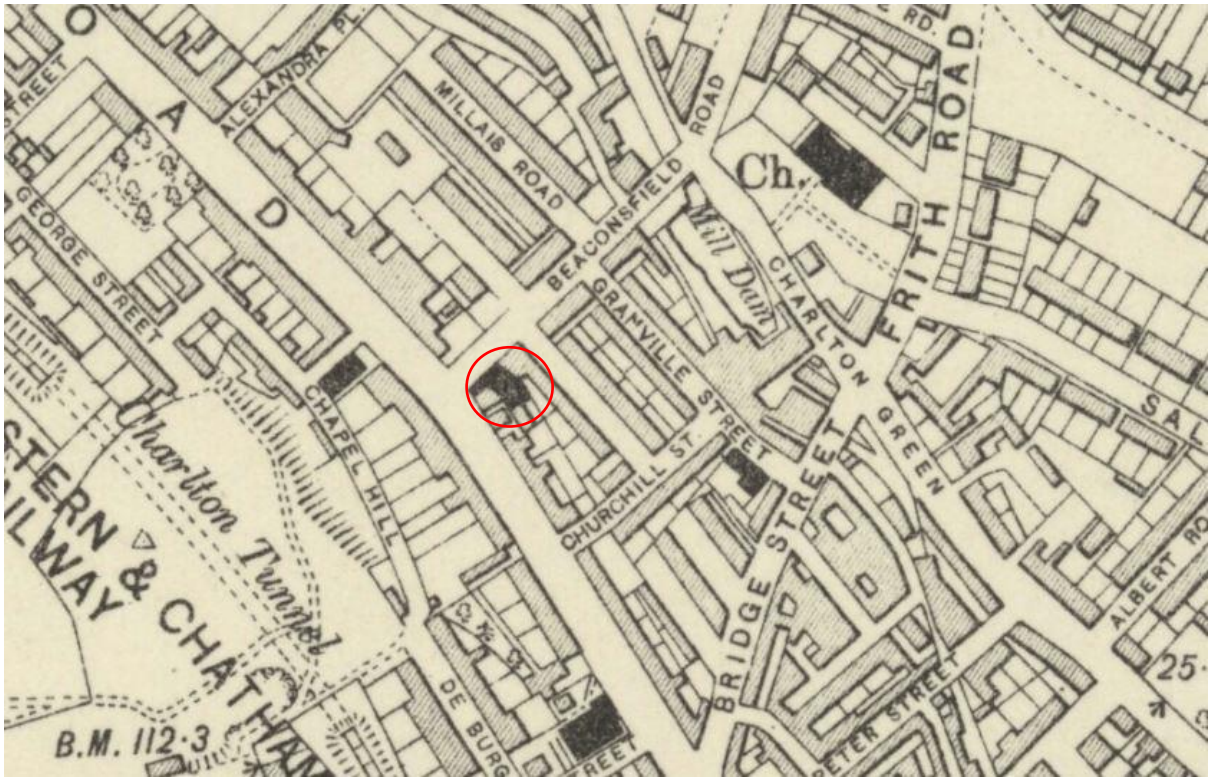 O
A
D
STREET
ALEXANDRA PL.
MILLAIS ROAD
RD.
ROAD
FRITH ROAD
Ch.
BEACONSFIELD
Mill Dam
CHARLTON GREEN
GEORGE STREET
GRANVILLE STREET
CHAPEL HILL
Charlton Tunnel
CHURCHILL ST.
SAL
STERN & CHATHAM
RAILWAY
BRIDGE STREET
ALBERT RO
25.
B.M. 112·3
DE BURG
STREET
PETER STREET